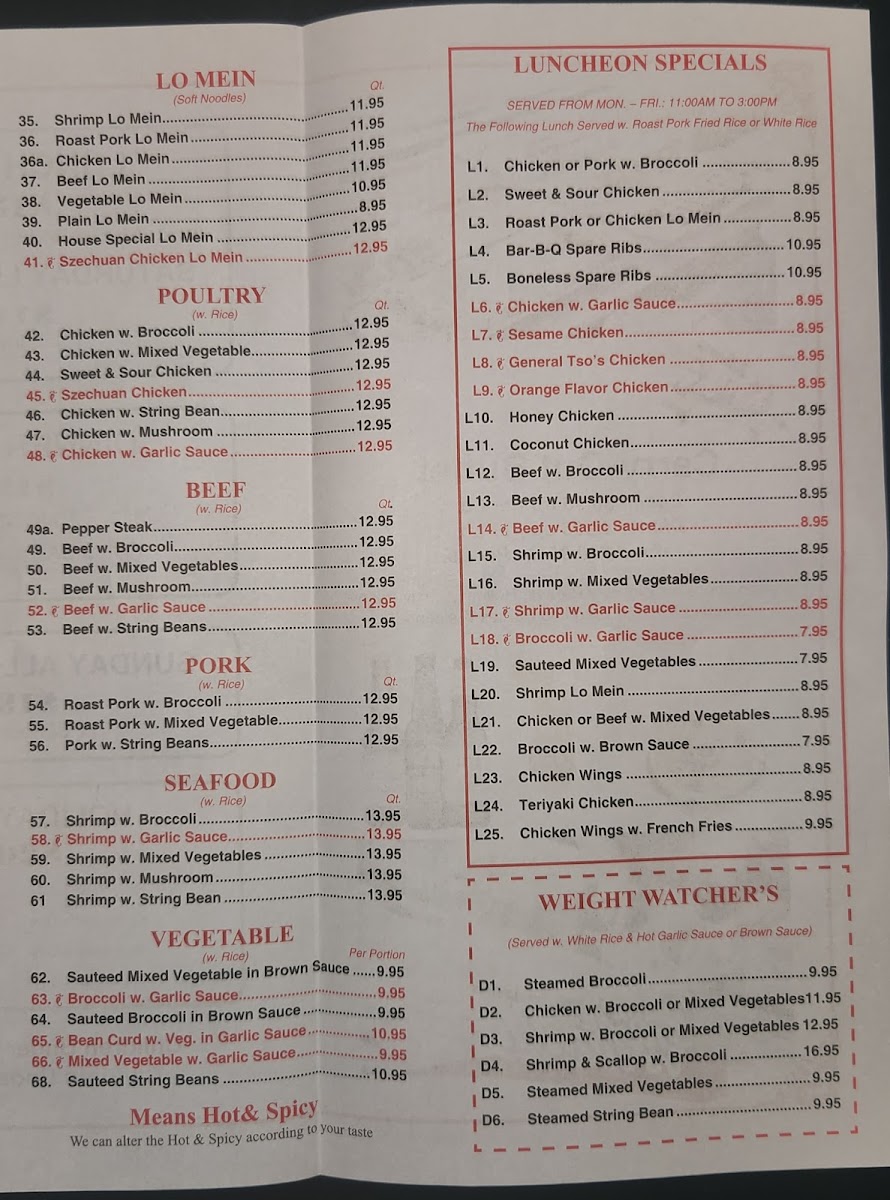 LO MEIN
(Soft Noodles)
Qt.
35. Shrimp Lo Mein 11.95
36. Roast Pork Lo Mein 11.95
36a. Chicken Lo Mein 11.95
37. Beef Lo Mein 11.95
38. Vegetable Lo Mein 10.95
39. Plain Lo Mein 8.95
40. House Special Lo Mein 12.95
41. Szechuan Chicken Lo Mein 12.95
POULTRY
(w. Rice)
Qt.
42. Chicken w. Broccoli 12.95
43. Chicken w. Mixed Vegetable 12.95
44. Sweet & Sour Chicken 12.95
45. Szechuan Chicken 12.95
46. Chicken w. String Bean 12.95
47. Chicken w. Mushroom 12.95
48. Chicken w. Garlic Sauce 12.95
BEEF
(w. Rice)
Qt.
49a. Pepper Steak 12.95
49. Beef w. Broccoli 12.95
50. Beef w. Mixed Vegetables 12.95
51. Beef w. Mushroom 12.95
52. Beef w. Garlic Sauce 12.95
53. Beef w. String Beans 12.95
PORK
(w. Rice)
Qt.
54. Roast Pork w. Broccoli 12.95
55. Roast Pork w. Mixed Vegetable 12.95
56. Pork w. String Beans 12.95
SEAFOOD
(w. Rice)
Qt.
57. Shrimp w. Broccoli 13.95
58. Shrimp w. Garlic Sauce 13.95
59. Shrimp w. Mixed Vegetables 13.95
60. Shrimp w. Mushroom 13.95
61 Shrimp w. String Bean 13.95
VEGETABLE
(w. Rice)
Per Portion
62. Sauteed Mixed Vegetable in Brown Sauce 9.95
63. Broccoli w. Garlic Sauce 9.95
64. Sauteed Broccoli in Brown Sauce 9.95
65. Bean Curd w. Veg. in Garlic Sauce 10.95
66. Mixed Vegetable w. Garlic Sauce 9.95
68. Sauteed String Beans 10.95
Means Hot& Spicy
We can alter the Hot & Spicy according to your taste
LUNCHEON SPECIALS
SERVED FROM MON. – FRI.: 11:00AM TO 3:00PM
The Following Lunch Served w. Roast Pork Fried Rice or White Rice
L1. Chicken or Pork w. Broccoli 8.95
L2. Sweet & Sour Chicken 8.95
L3. Roast Pork or Chicken Lo Mein 8.95
L4. Bar-B-Q Spare Ribs 10.95
L5. Boneless Spare Ribs 10.95
L6. Chicken w. Garlic Sauce 8.95
L7. Sesame Chicken 8.95
L8. General Tso's Chicken 8.95
L9. Orange Flavor Chicken 8.95
L10. Honey Chicken 8.95
L11. Coconut Chicken 8.95
L12. Beef w. Broccoli 8.95
L13. Beef w. Mushroom 8.95
L14. Beef w. Garlic Sauce 8.95
L15. Shrimp w. Broccoli 8.95
L16. Shrimp w. Mixed Vegetables 8.95
L17. Shrimp w. Garlic Sauce 8.95
L18. Broccoli w. Garlic Sauce 7.95
L19. Sauteed Mixed Vegetables 7.95
L20. Shrimp Lo Mein 8.95
L21. Chicken or Beef w. Mixed Vegetables 8.95
L22. Broccoli w. Brown Sauce 7.95
L23. Chicken Wings 8.95
L24. Teriyaki Chicken 8.95
L25. Chicken Wings w. French Fries 9.95
WEIGHT WATCHER'S
(Served w. White Rice & Hot Garlic Sauce or Brown Sauce)
D1. Steamed Broccoli 9.95
D2. Chicken w. Broccoli or Mixed Vegetables 11.95
D3. Shrimp w. Broccoli or Mixed Vegetables 12.95
D4. Shrimp & Scallop w. Broccoli 16.95
D5. Steamed Mixed Vegetables 9.95
D6. Steamed String Bean 9.95